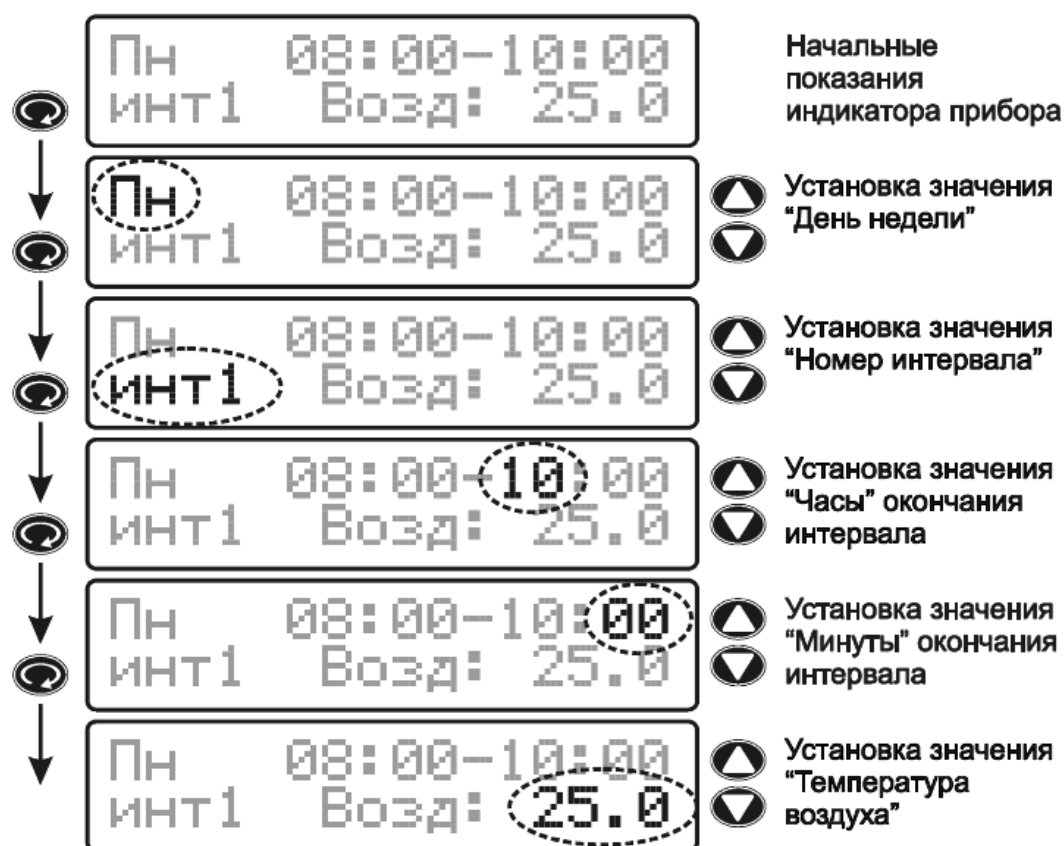 Пн 08:00-10:00
инт1 Возд: 25.0
Начальные
показания
индикатора прибора
Пн 08:00-10:00
инт1 Возд: 25.0
Установка значения
“День недели”
Пн 08:00-10:00
инт1 Возд: 25.0
Установка значения
“Номер интервала”
Пн 08:00-10:00
инт1 Возд: 25.0
Установка значения
“Часы” окончания
интервала
Пн 08:00-10:00
инт1 Возд: 25.0
Установка значения
“Минуты” окончания
интервала
Пн 08:00-10:00
инт1 Возд: 25.0
Установка значения
“Температура
воздуха”